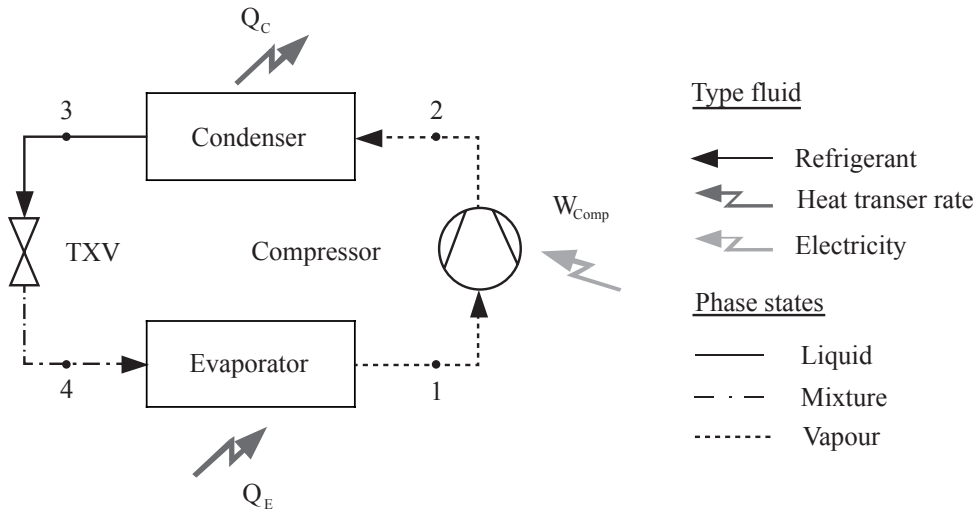 Q_C
3
2
Condenser
TXV
Compressor
W_Comp
Evaporator
4
1
Q_E
Type fluid
Refrigerant
Heat transer rate
Electricity
Phase states
Liquid
Mixture
Vapour